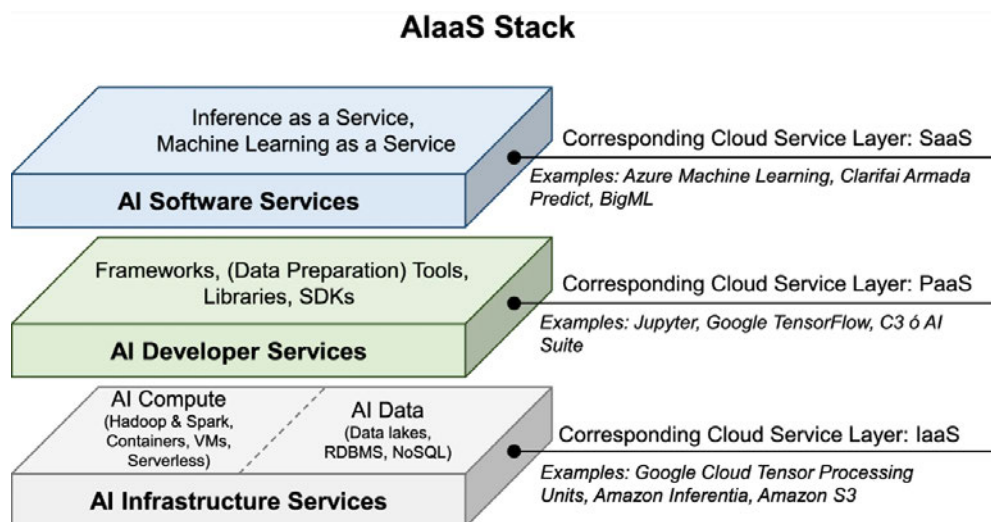 AIaaS Stack
Inference as a Service,
Machine Learning as a Service
AI Software Services
Corresponding Cloud Service Layer: SaaS
Examples: Azure Machine Learning, Clarifai Armada
Predict, BigML
Frameworks, (Data Preparation) Tools,
Libraries, SDKs
AI Developer Services
Corresponding Cloud Service Layer: PaaS
Examples: Jupyter, Google TensorFlow, C3 ó AI
Suite
AI Compute
(Hadoop & Spark,
Containers, VMs,
Serverless)
AI Data
(Data lakes,
RDBMS, NoSQL)
AI Infrastructure Services
Corresponding Cloud Service Layer: IaaS
Examples: Google Cloud Tensor Processing
Units, Amazon Inferentia, Amazon S3